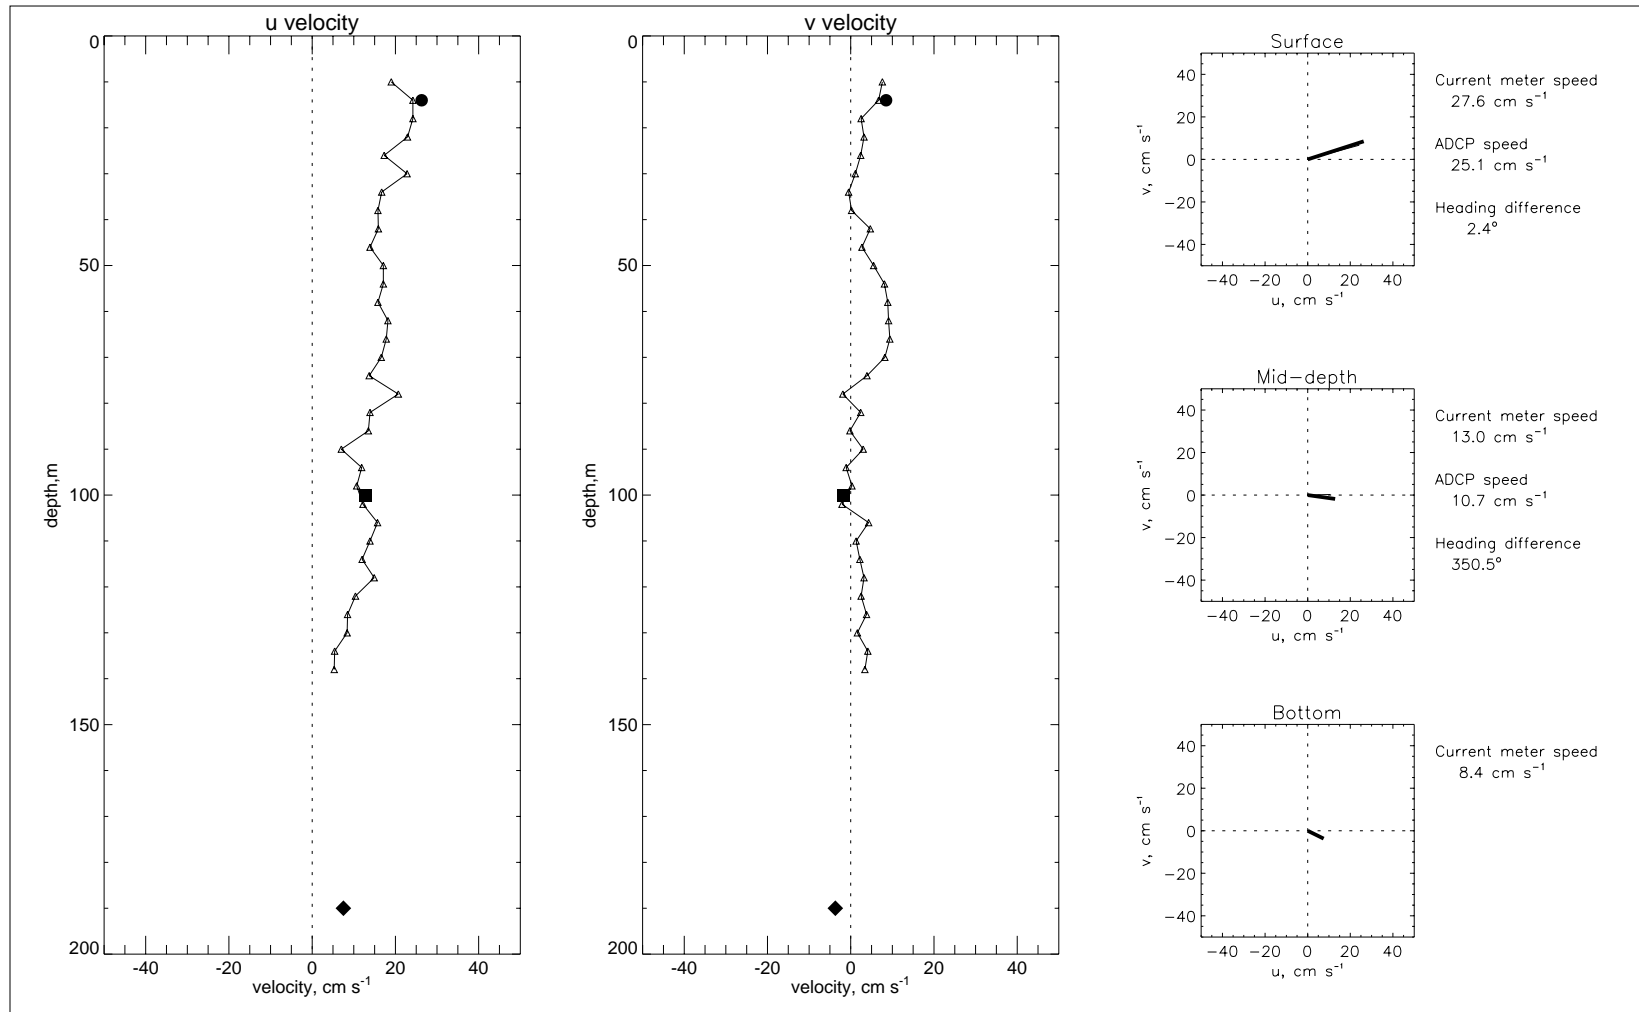 u velocity
0
50
100
150
200
depth,m
-40 -20 0 20 40
velocity, cm s⁻¹
v velocity
0
50
100
150
200
depth,m
-40 -20 0 20 40
velocity, cm s⁻¹
Surface
40
20
0
−20
−40
v, cm s⁻¹
−40 −20 0 20 40
u, cm s⁻¹
Current meter speed
27.6 cm s⁻¹
ADCP speed
25.1 cm s⁻¹
Heading difference
2.4°
Mid−depth
40
20
0
−20
−40
v, cm s⁻¹
−40 −20 0 20 40
u, cm s⁻¹
Current meter speed
13.0 cm s⁻¹
ADCP speed
10.7 cm s⁻¹
Heading difference
350.5°
Bottom
40
20
0
−20
−40
v, cm s⁻¹
−40 −20 0 20 40
u, cm s⁻¹
Current meter speed
8.4 cm s⁻¹